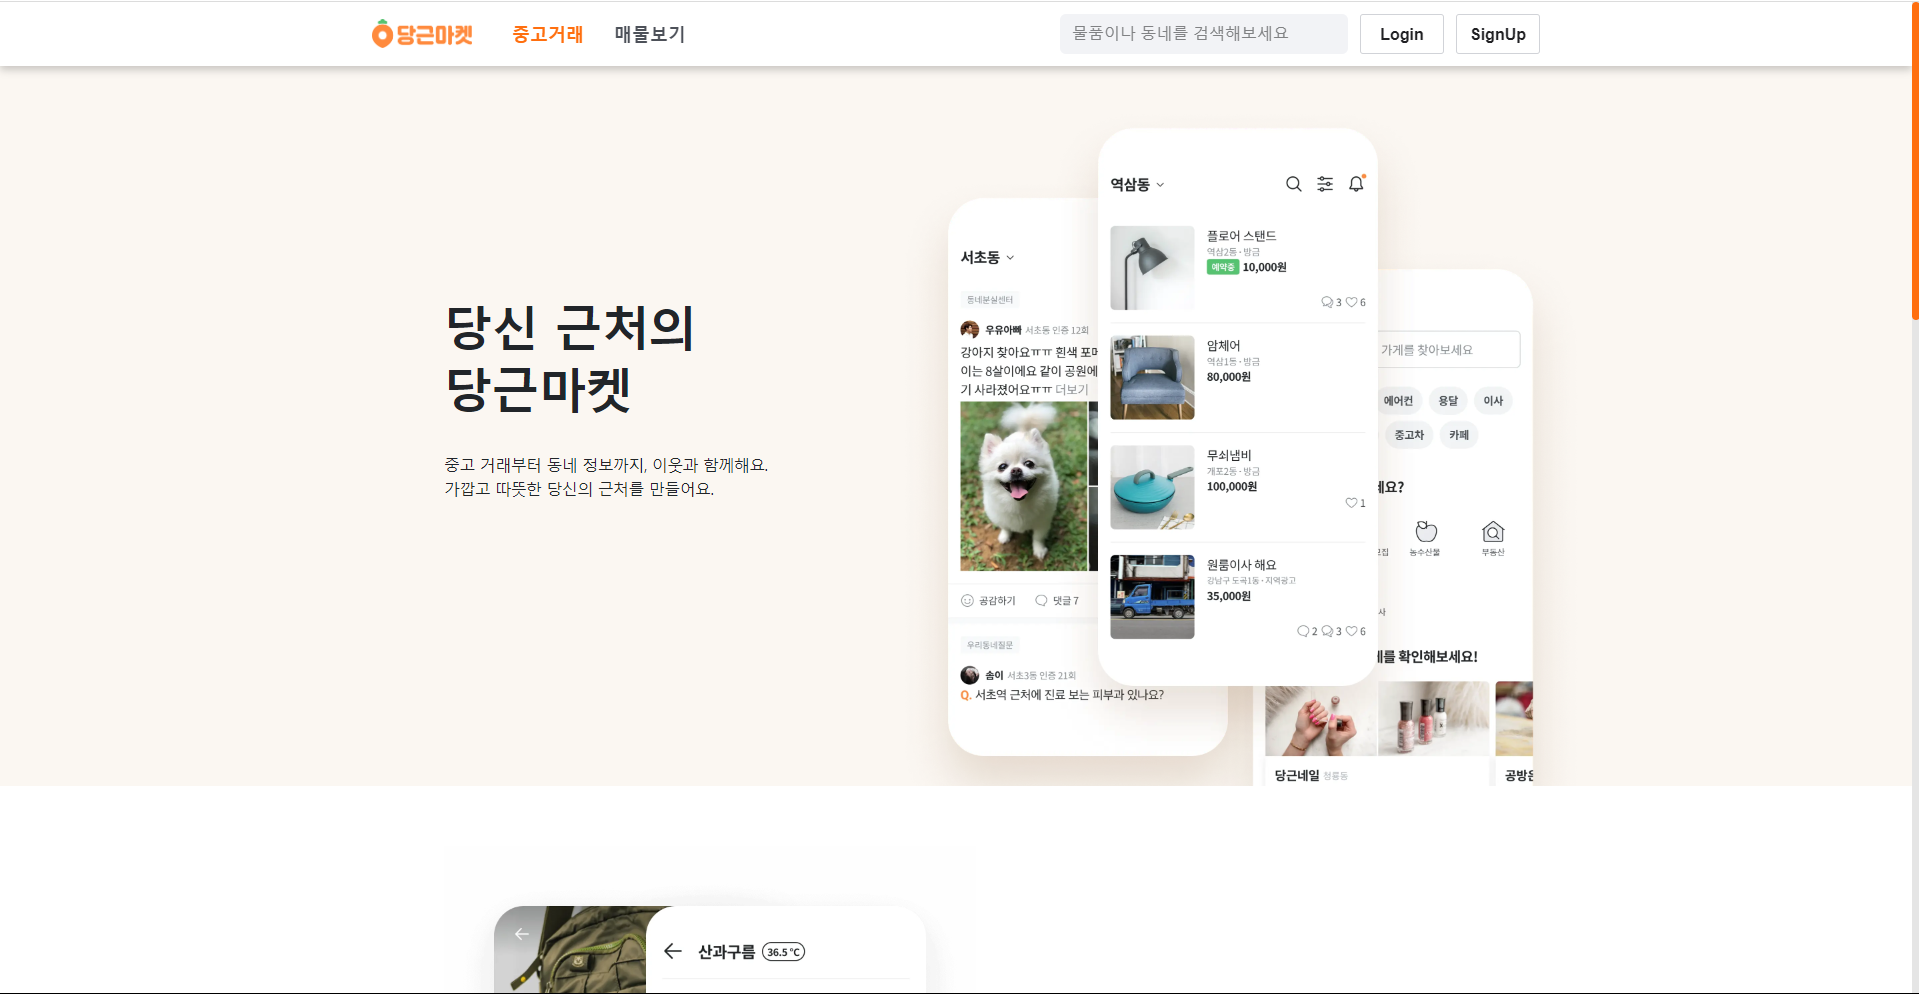 당근마켓
중고거래
매물보기
물품이나 동네를 검색해보세요
Login
SignUp
당신 근처의
당근마켓
중고 거래부터 동네 정보까지, 이웃과 함께해요.
가깝고 따뜻한 당신의 근처를 만들어요.
서초동
동네분실센터
우유아빠 서초동 인증 12회
강아지 찾아요ㅠㅠ 흰색 포메
이는 8살이에요 같이 공원에
기 사라졌어요ㅠㅠ 더보기
공감하기
댓글 7
우리동네질문
솜이 서초3동 인증 21회
Q. 서초역 근처에 진료 보는 피부과 있나요?
역삼동
플로어 스탠드
역삼2동 · 방금
예약중 10,000원
3 6
암체어
역삼1동 · 방금
80,000원
무쇠냄비
개포2동 · 방금
100,000원
1
원룸이사 해요
강남구 도곡1동 · 지역광고
35,000원
2 3 6
가게를 찾아보세요
에어컨
용달
이사
중고차
카페
요?
농수산물
부동산
사
를 확인해보세요!
당근네일
공방
산과구름 36.5 °C